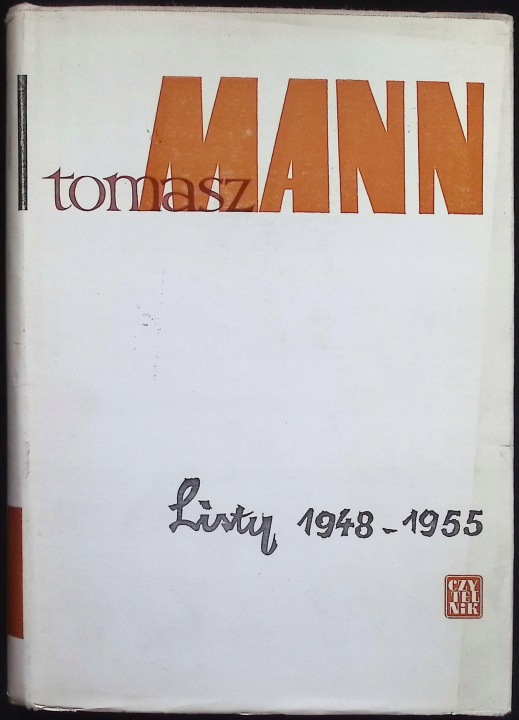 tomasz MANN
Listy 1948-1955
CZY
TEL
NIK